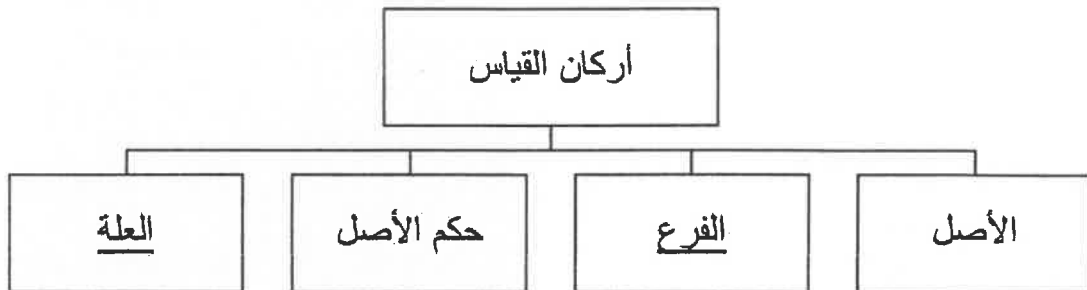 أركان القياس
الأصل
الفرع
حكم الأصل
العلة